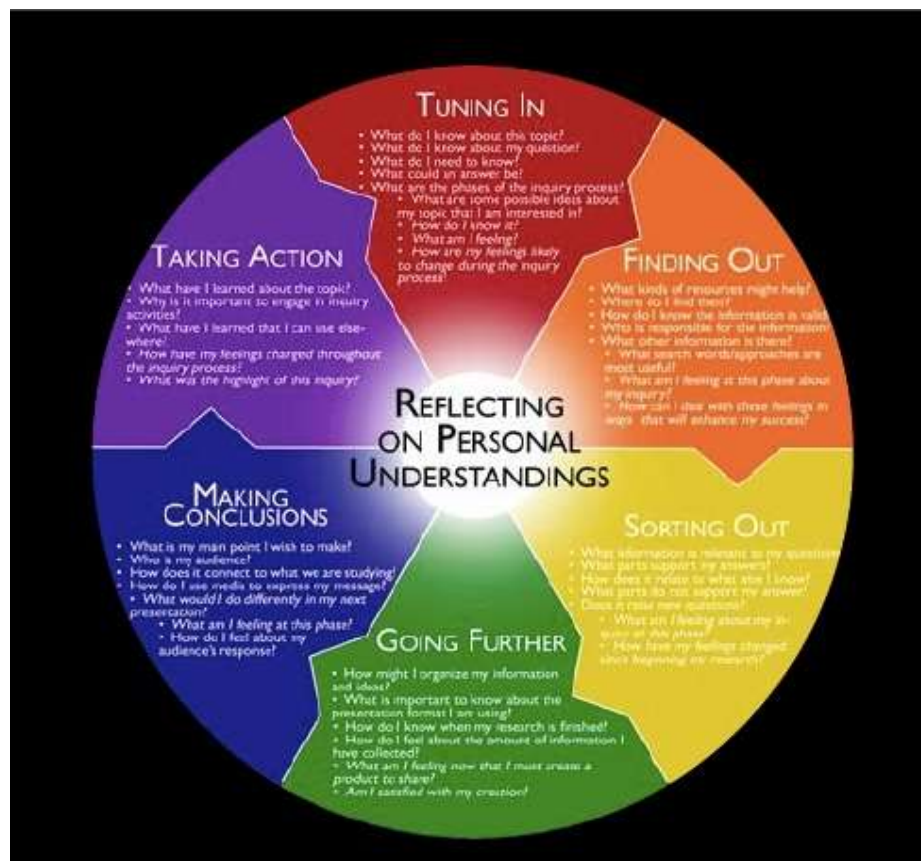 TUNING IN
• What do I know about this topic?
• What do I know about my question?
• What do I need to know?
• What could an answer be?
• What are the phases of the inquiry process?
• What are some possible ideas about
my topic that I am interested in?
• How do I know it?
• What am I feeling?
• How are my feelings likely
to change during the inquiry
process?
FINDING OUT
• What kinds of resources might help?
• Where do I find them?
• How do I know the information is valid
• Who is responsible for the information?
• What other information is there?
• What search words/approaches are
most useful?
• What am I feeling at this phase about
my inquiry?
• How can I deal with these feelings in
ways that will enhance my success?
SORTING OUT
• What information is relevant to my question
• What parts support my answers?
• How does it relate to what else I know?
• What parts do not support my answer?
• Does it raise new questions?
• What am I feeling about my in-
quiry at this phase?
• How have my feelings changed
since beginning my research?
GOING FURTHER
• How might I organize my information
and ideas?
• What is important to know about the
presentation format I am using?
• How do I know when my research is finished?
• How do I feel about the amount of information I
have collected?
• What am I feeling now that I must create a
product to share?
• Am I satisfied with my creation?
MAKING
CONCLUSIONS
• What is my main point I wish to make?
• Who is my audience?
• How does it connect to what we are studying?
• How do I use media to express my message?
• What would I do differently in my next
presentation?
• What am I feeling at this phase?
• How do I feel about my
audience's response?
TAKING ACTION
• What have I learned about the topic?
• Why is it important to engage in inquiry
activities?
• What have I learned that I can use else-
where?
• How have my feelings changed throughout
the inquiry process?
• What was the highlight of this inquiry?
REFLECTING
ON PERSONAL
UNDERSTANDINGS